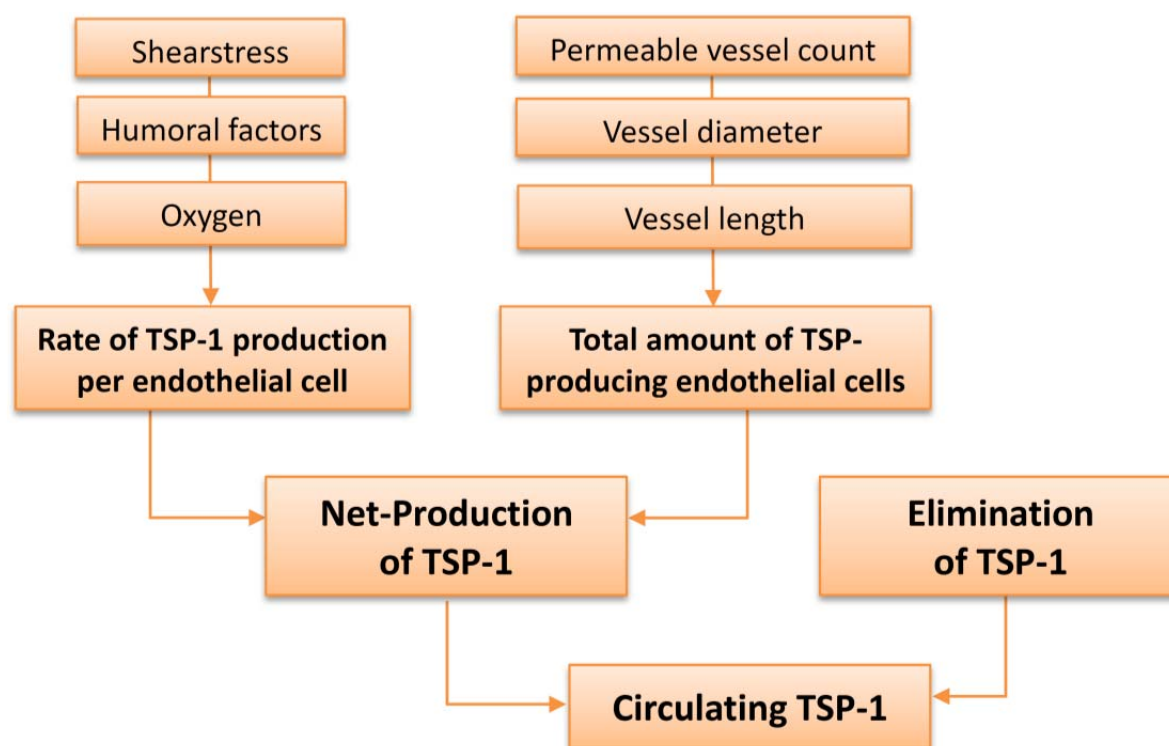 Shearstress
Humoral factors
Oxygen
Permeable vessel count
Vessel diameter
Vessel length
Rate of TSP-1 production
per endothelial cell
Total amount of TSP-
producing endothelial cells
Net-Production
of TSP-1
Elimination
of TSP-1
Circulating TSP-1